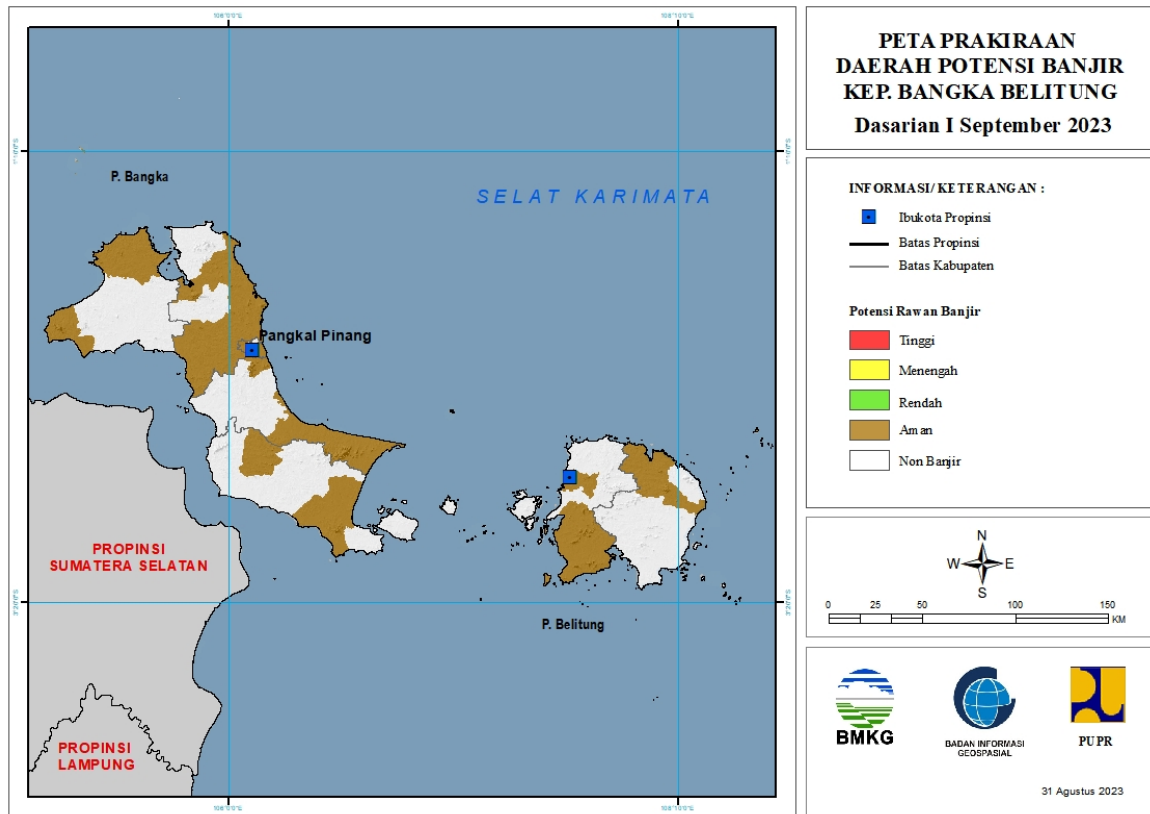 PETA PRAKIRAAN
DAERAH POTENSI BANJIR
KEP. BANGKA BELITUNG
Dasarian I September 2023
INFORMASI/ KETERANGAN :
Ibukota Propinsi
Batas Propinsi
Batas Kabupaten
Potensi Rawan Banjir
Tinggi
Menengah
Rendah
Aman
Non Banjir
N
W E
S
0 25 50 100 150
KM
BMKG
BADAN INFORMASI
GEOSPASIAL
PUPR
31 Agustus 2023
P. Bangka
SELAT KARIMATA
Pangkal Pinang
PROPINSI
SUMATERA SELATAN
P. Belitung
PROPINSI
LAMPUNG